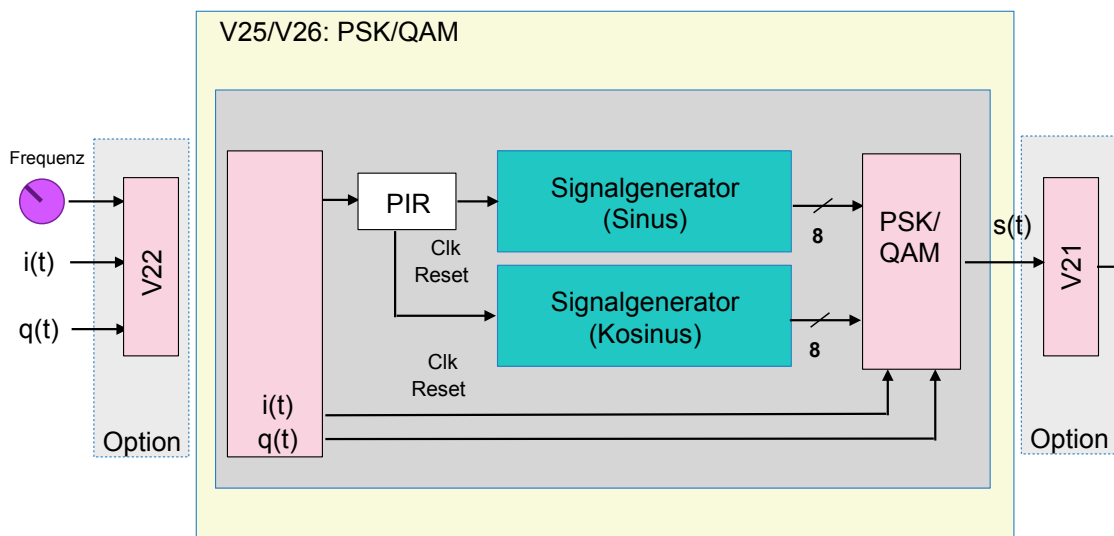 V25/V26: PSK/QAM
Frequenz
i(t)
q(t)
V22
Option
PIR
Clk
Reset
Signalgenerator
(Sinus)
8
Signalgenerator
(Kosinus)
8
Clk
Reset
i(t)
q(t)
PSK/
QAM
s(t)
V21
Option